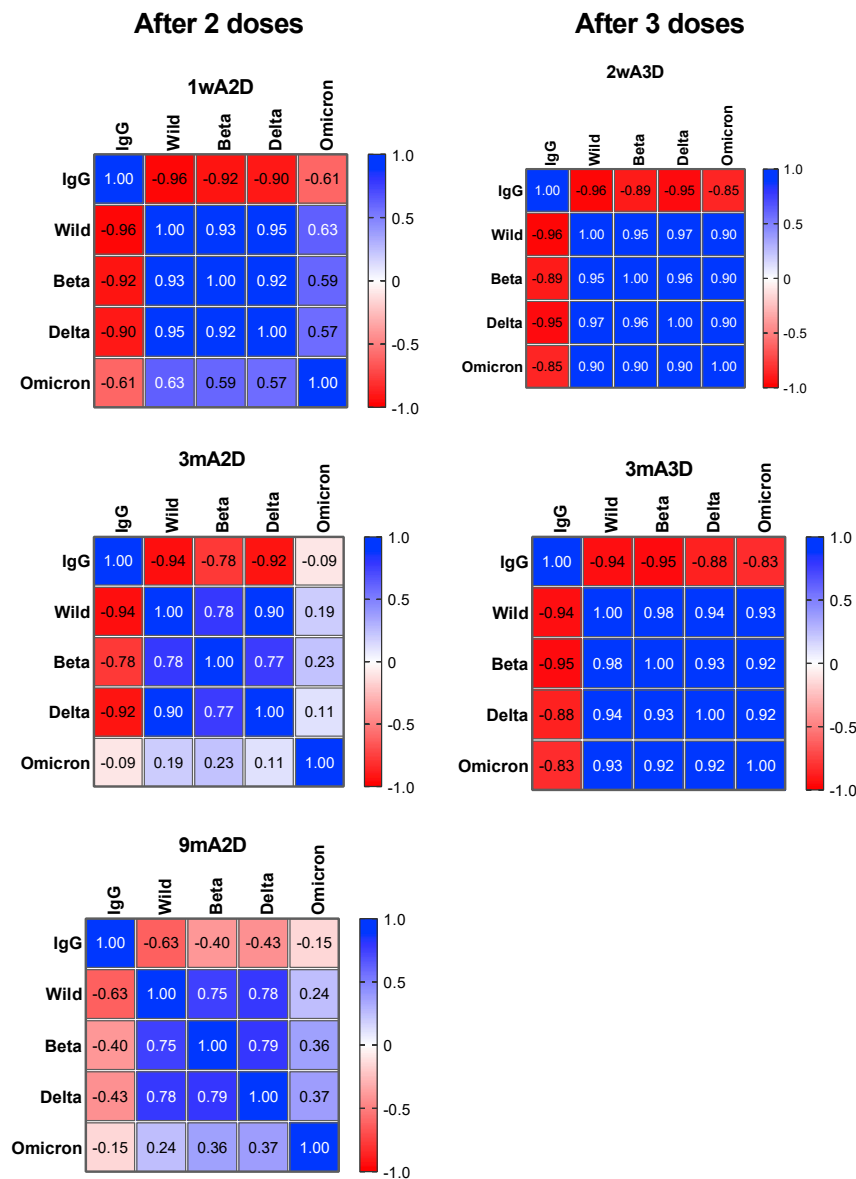 After 2 doses
After 3 doses
1wA2D
IgG Wild Beta Delta Omicron
IgG 1.00 -0.96 -0.92 -0.90 -0.61
Wild -0.96 1.00 0.93 0.95 0.63
Beta -0.92 0.93 1.00 0.92 0.59
Delta -0.90 0.95 0.92 1.00 0.57
Omicron -0.61 0.63 0.59 0.57 1.00
1.0
0.5
0
-0.5
-1.0
2wA3D
IgG Wild Beta Delta Omicron
IgG 1.00 -0.96 -0.89 -0.95 -0.85
Wild -0.96 1.00 0.95 0.97 0.90
Beta -0.89 0.95 1.00 0.96 0.90
Delta -0.95 0.97 0.96 1.00 0.90
Omicron -0.85 0.90 0.90 0.90 1.00
1.0
0.5
0
-0.5
-1.0
3mA2D
IgG Wild Beta Delta Omicron
IgG 1.00 -0.94 -0.78 -0.92 -0.09
Wild -0.94 1.00 0.78 0.90 0.19
Beta -0.78 0.78 1.00 0.77 0.23
Delta -0.92 0.90 0.77 1.00 0.11
Omicron -0.09 0.19 0.23 0.11 1.00
1.0
0.5
0
-0.5
-1.0
3mA3D
IgG Wild Beta Delta Omicron
IgG 1.00 -0.94 -0.95 -0.88 -0.83
Wild -0.94 1.00 0.98 0.94 0.93
Beta -0.95 0.98 1.00 0.93 0.92
Delta -0.88 0.94 0.93 1.00 0.92
Omicron -0.83 0.93 0.92 0.92 1.00
1.0
0.5
0
-0.5
-1.0
9mA2D
IgG Wild Beta Delta Omicron
IgG 1.00 -0.63 -0.40 -0.43 -0.15
Wild -0.63 1.00 0.75 0.78 0.24
Beta -0.40 0.75 1.00 0.79 0.36
Delta -0.43 0.78 0.79 1.00 0.37
Omicron -0.15 0.24 0.36 0.37 1.00
1.0
0.5
0
-0.5
-1.0